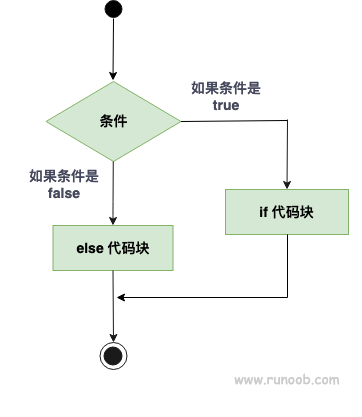 如果条件是
true
条件
如果条件是
false
if 代码块
else 代码块
www.runoob.com